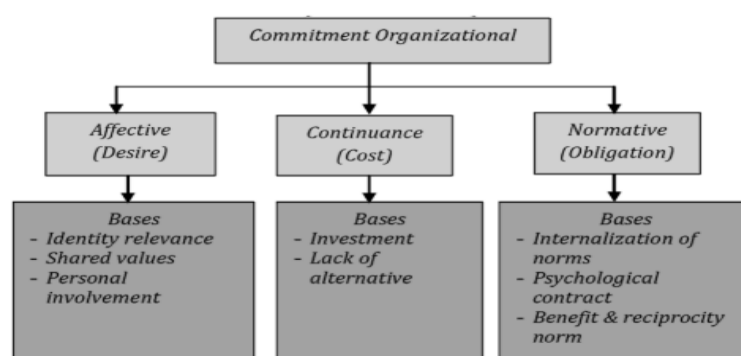 Commitment Organizational
Affective
(Desire)
Continuance
(Cost)
Normative
(Obligation)
Bases
- Identity relevance
- Shared values
- Personal
involvement
Bases
- Investment
- Lack of
alternative
Bases
- Internalization of
norms
- Psychological
contract
- Benefit & reciprocity
norm